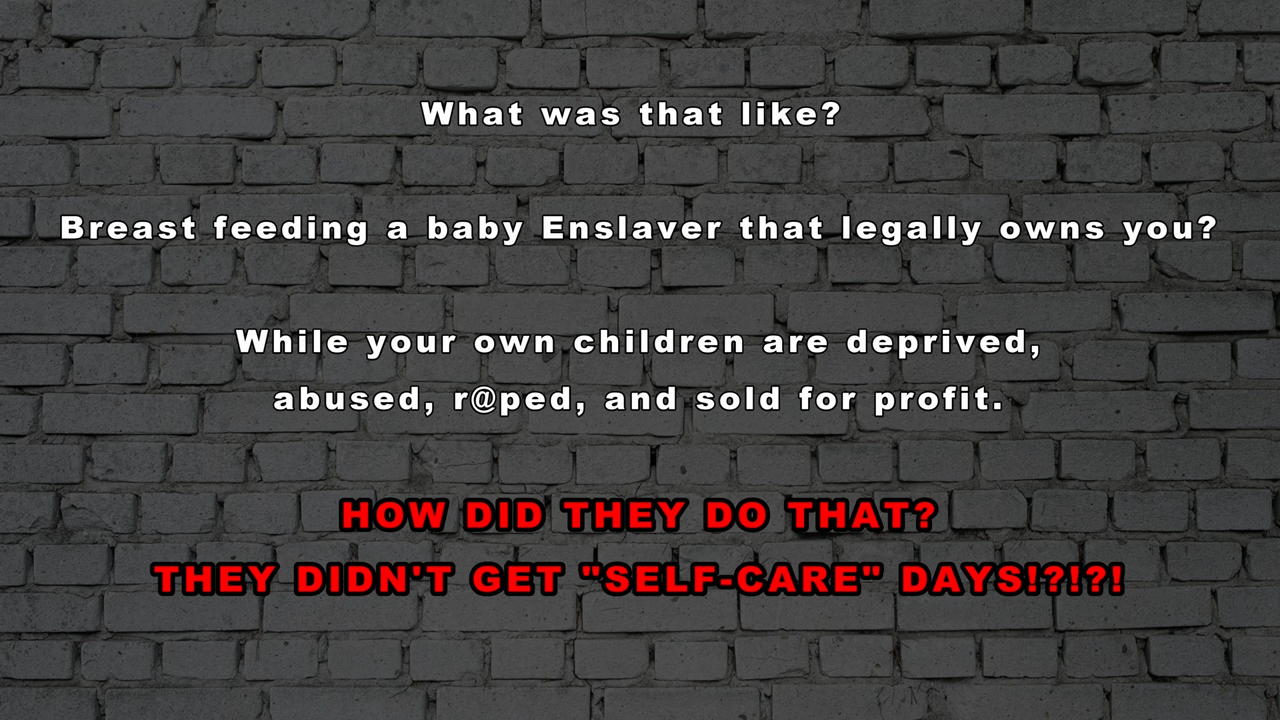 What was that like?
Breast feeding a baby Enslaver that legally owns you?
While your own children are deprived,
abused, r@ped, and sold for profit.
HOW DID THEY DO THAT?
THEY DIDN'T GET "SELF-CARE" DAYS!?!?!